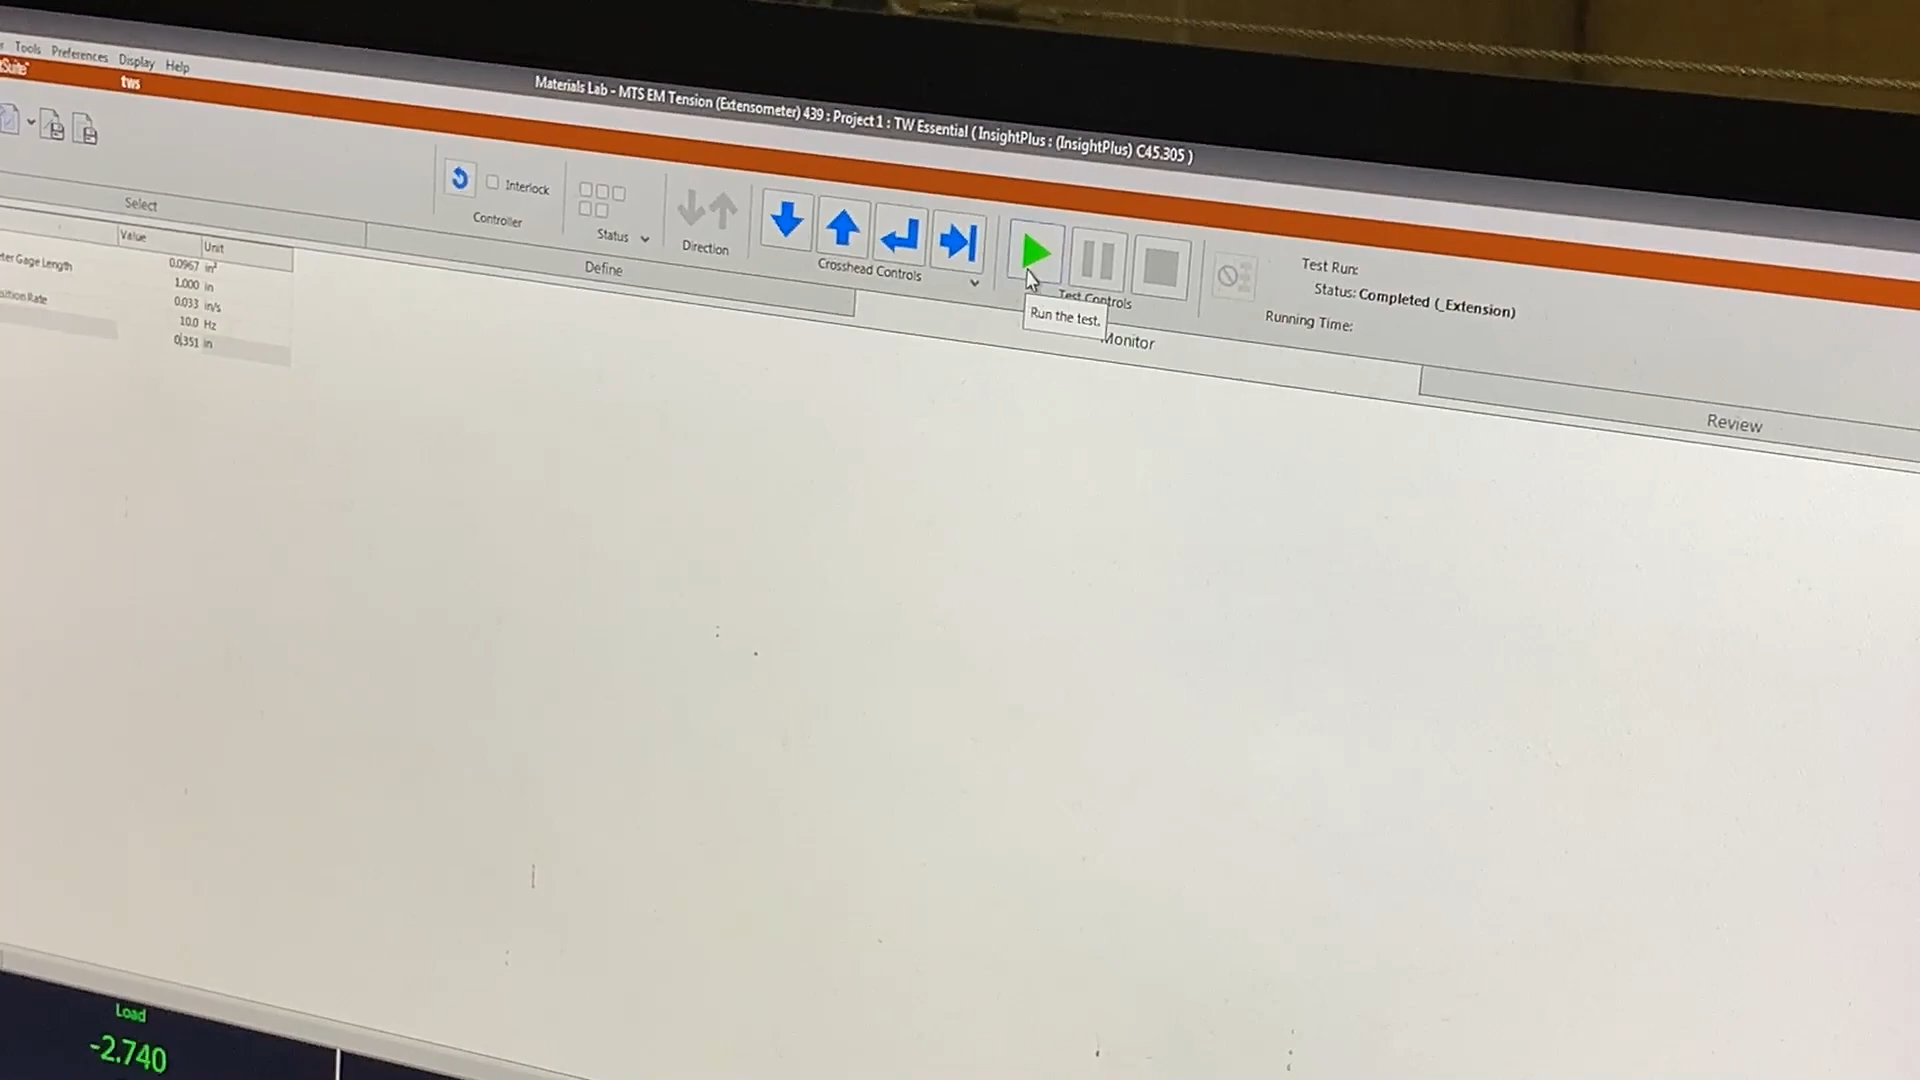 Tools Preferences Display Help
Suite
tws
Materials Lab - MTS EM Tension (Extensometer) 439 : Project 1 : TW Essential ( InsightPlus : (InsightPlus) C45.305 )
Interlock
Controller
Status
Direction
Crosshead Controls
Test Controls
Run the test.
Test Run:
Status: Completed (_Extension)
Running Time:
Select
Define
Monitor
Review
Value Unit
0.0967 in²
Gage Length 1.000 in
0.033 in/s
Rate 10.0 Hz
0.351 in
Load
-2.740